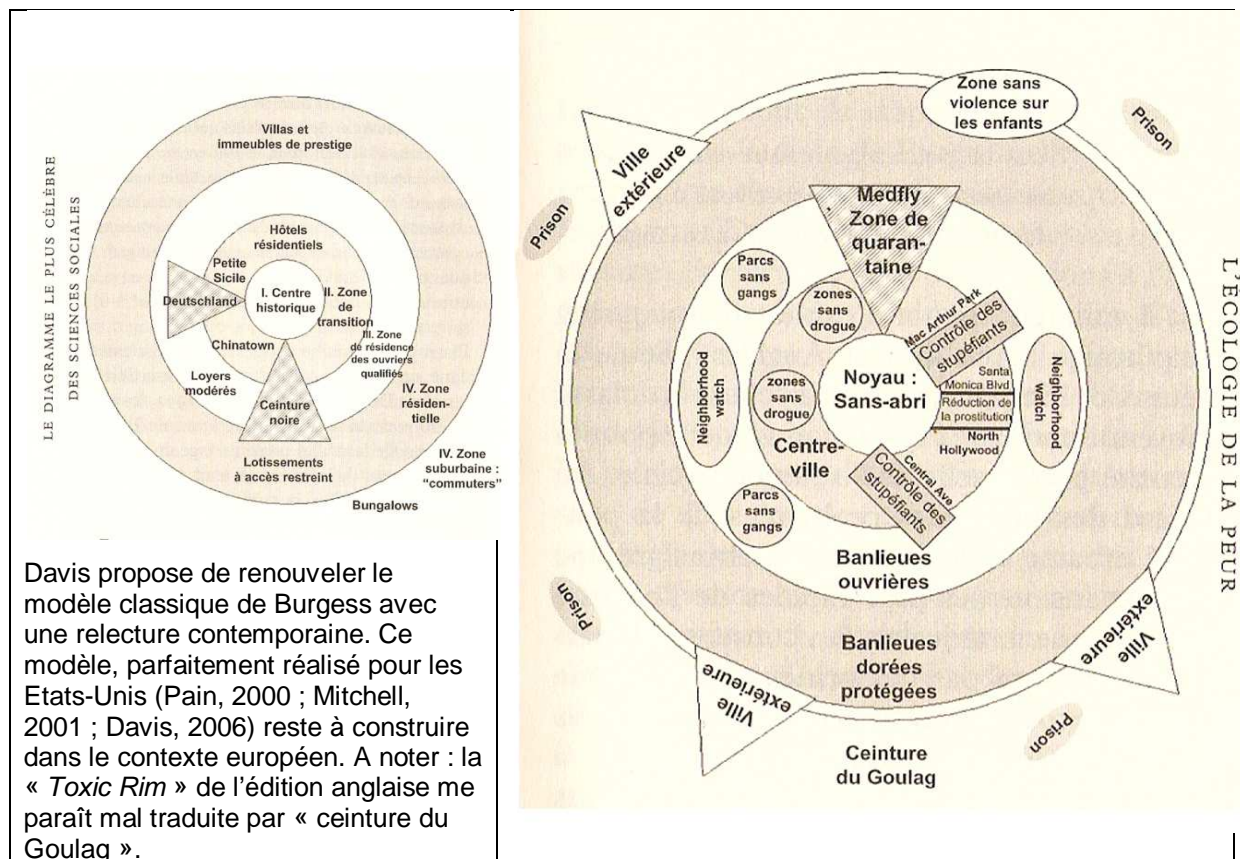 LE DIAGRAMME LE PLUS CÉLÈBRE
DES SCIENCES SOCIALES
Villas et
immeubles de prestige
Hôtels
résidentiels
Petite
Sicile
Deutschland
I. Centre
historique
II. Zone
de
transition
III. Zone
de résidence
des ouvriers
qualifiés
Chinatown
Loyers
modérés
Ceinture
noire
IV. Zone
résiden-
tielle
Lotissements
à accès restreint
IV. Zone
suburbaine :
“commuters”
Bungalows
Davis propose de renouveler le
modèle classique de Burgess avec
une relecture contemporaine. Ce
modèle, parfaitement réalisé pour les
Etats-Unis (Pain, 2000 ; Mitchell,
2001 ; Davis, 2006) reste à construire
dans le contexte européen. A noter : la
« Toxic Rim » de l’édition anglaise me
paraît mal traduite par « ceinture du
Goulag ».
Zone sans
violence sur
les enfants
Prison
Ville
extérieure
Prison
Medfly
Zone de
quaran-
taine
Parcs
sans
gangs
zones
sans
drogue
Mac Arthur Park
Contrôle des
stupéfiants
Neighborhood
watch
zones
sans
drogue
Noyau :
Sans-abri
Santa
Monica Blvd
Réduction de
la prostitution
North
Hollywood
Neighborhood
watch
Centre-
ville
Central Ave
Contrôle des
stupéfiants
Parcs
sans
gangs
Banlieues
ouvrières
Prison
Banlieues
dorées
protégées
Ville
extérieure
Ville
extérieure
Prison
Ceinture
du Goulag
L’ÉCOLOGIE DE LA PEUR